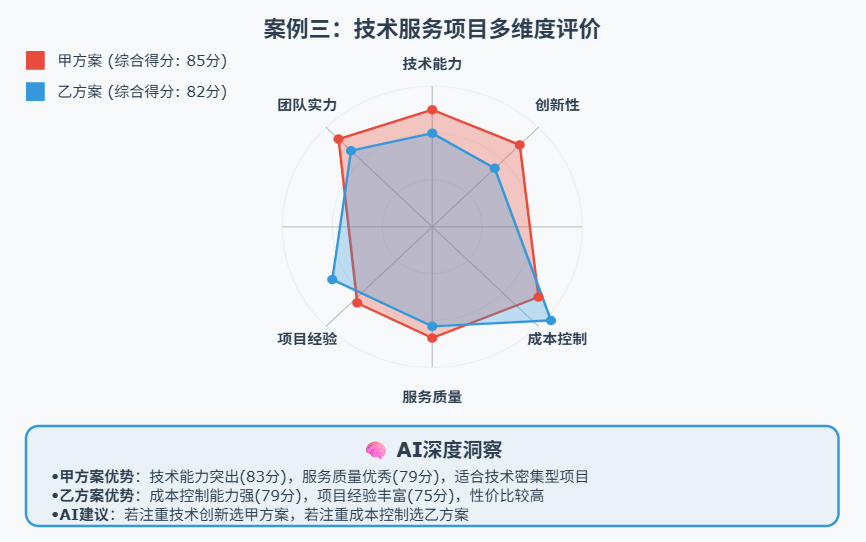 案例三：技术服务项目多维度评价
甲方案 (综合得分: 85分)
乙方案 (综合得分: 82分)
技术能力
团队实力
创新性
项目经验
成本控制
服务质量
AI深度洞察
•甲方案优势：技术能力突出(83分)，服务质量优秀(79分)，适合技术密集型项目
•乙方案优势：成本控制能力强(79分)，项目经验丰富(75分)，性价比较高
•AI建议：若注重技术创新选甲方案，若注重成本控制选乙方案